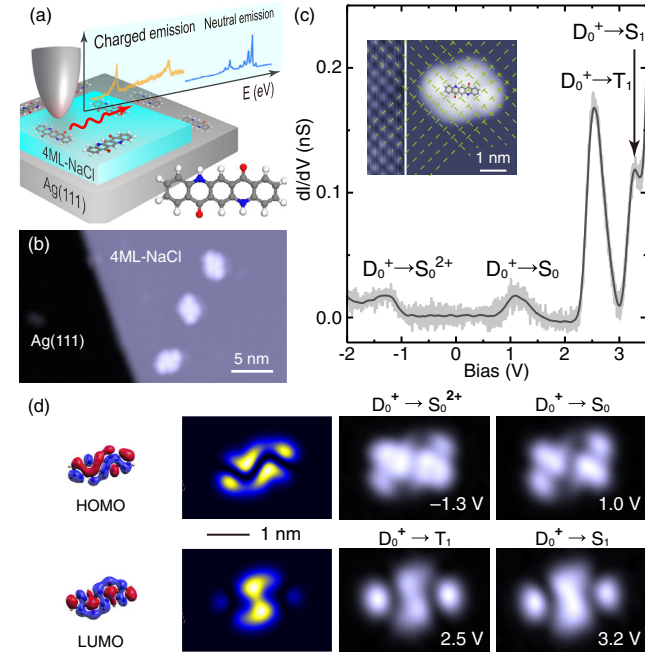 (a)
Charged emission
Neutral emission
E (eV)
4ML-NaCl
Ag(111)
(b)
4ML-NaCl
Ag(111)
5 nm
(c)
dI/dV (nS)
0.2
0.1
0.0
D₀⁺→S₁
D₀⁺→T₁
1 nm
D₀⁺→S₀²⁺
D₀⁺→S₀
-2 -1 0 1 2 3
Bias (V)
(d)
HOMO
D₀⁺ → S₀²⁺
−1.3 V
D₀⁺ → S₀
1.0 V
1 nm
LUMO
D₀⁺ → T₁
2.5 V
D₀⁺ → S₁
3.2 V